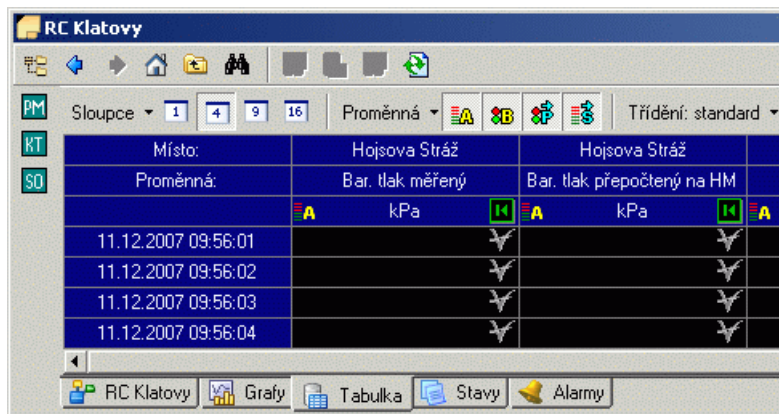 RC Klatovy
PM Sloupce 1 4 9 16 Proměnná A B P S Třídění: standard
KT Místo: Hojsova Stráž Hojsova Stráž
SO Proměnná: Bar. tlak měřený Bar. tlak přepočtený na HM
A kPa A kPa A
11.12.2007 09:56:01
11.12.2007 09:56:02
11.12.2007 09:56:03
11.12.2007 09:56:04
RC Klatovy Grafy Tabulka Stavy Alarmy